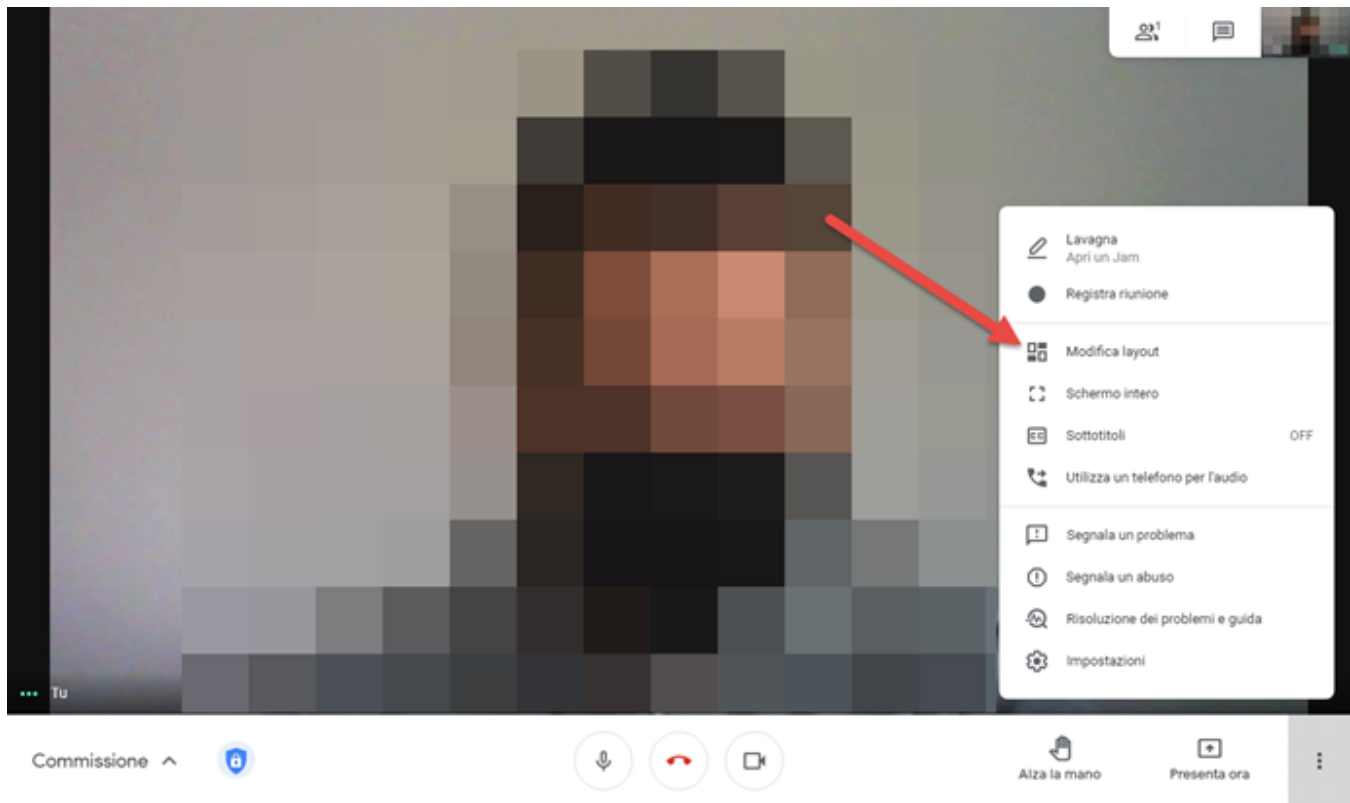 1
Lavagna
Apri un Jam
Registra riunione
Modifica layout
Schermo intero
Sottotitoli OFF
Utilizza un telefono per l'audio
Segnala un problema
Segnala un abuso
Risoluzione dei problemi e guida
Impostazioni
Tu
Commissione
Alza la mano
Presenta ora